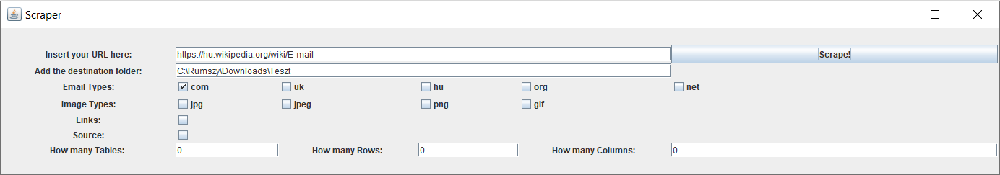 Scraper
Insert your URL here: https://hu.wikipedia.org/wiki/E-mail Scrape!
Add the destination folder: C:\Rumszy\Downloads\Teszt
Email Types: com uk hu org net
Image Types: jpg jpeg png gif
Links:
Source:
How many Tables: 0 How many Rows: 0 How many Columns: 0